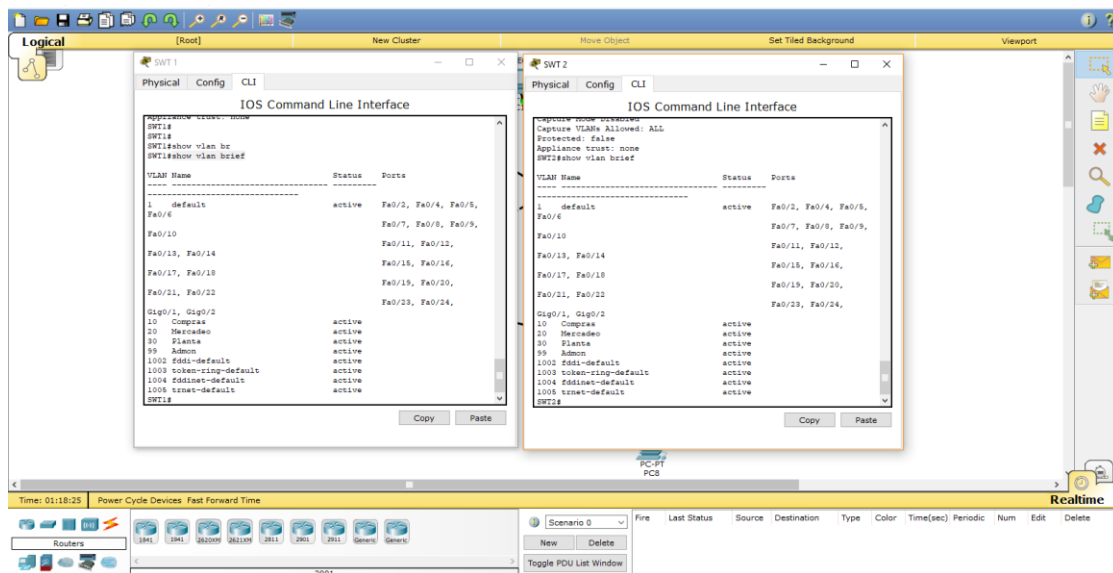 Logical
[Root]
New Cluster
Move Object
Set Tiled Background
Viewport
SWT 1
Physical Config CLI
IOS Command Line Interface
Appliance trust: none
SWT1#
SWT1#
SWT1#show vlan br
SWT1#show vlan brief
VLAN Name Status Ports
---- -------------------------------- ---------
-------------------------------
1 default active Fa0/2, Fa0/4, Fa0/5,
Fa0/6
Fa0/7, Fa0/8, Fa0/9,
Fa0/10
Fa0/11, Fa0/12,
Fa0/13, Fa0/14
Fa0/15, Fa0/16,
Fa0/17, Fa0/18
Fa0/19, Fa0/20,
Fa0/21, Fa0/22
Fa0/23, Fa0/24,
Gig0/1, Gig0/2
10 Compras active
20 Mercadeo active
30 Planta active
99 Admon active
1002 fddi-default active
1003 token-ring-default active
1004 fddinet-default active
1005 trnet-default active
SWT1#
Copy Paste
SWT 2
Physical Config CLI
IOS Command Line Interface
Capture Mode Disabled
Capture VLANs Allowed: ALL
Protected: false
Appliance trust: none
SWT2#show vlan brief
VLAN Name Status Ports
---- -------------------------------- ---------
-------------------------------
1 default active Fa0/2, Fa0/4, Fa0/5,
Fa0/6
Fa0/7, Fa0/8, Fa0/9,
Fa0/10
Fa0/11, Fa0/12,
Fa0/13, Fa0/14
Fa0/15, Fa0/16,
Fa0/17, Fa0/18
Fa0/19, Fa0/20,
Fa0/21, Fa0/22
Fa0/23, Fa0/24,
Gig0/1, Gig0/2
10 Compras active
20 Mercadeo active
30 Planta active
99 Admon active
1002 fddi-default active
1003 token-ring-default active
1004 fddinet-default active
1005 trnet-default active
SWT2#
Copy Paste
PC-PT
PC8
Time: 01:18:25 Power Cycle Devices Fast Forward Time
Realtime
Routers
1841 1941 2620XM 2621XM 2811 2901 2911 Generic Generic
2901
Scenario 0
New Delete
Toggle PDU List Window
Fire Last Status Source Destination Type Color Time(sec) Periodic Num Edit Delete